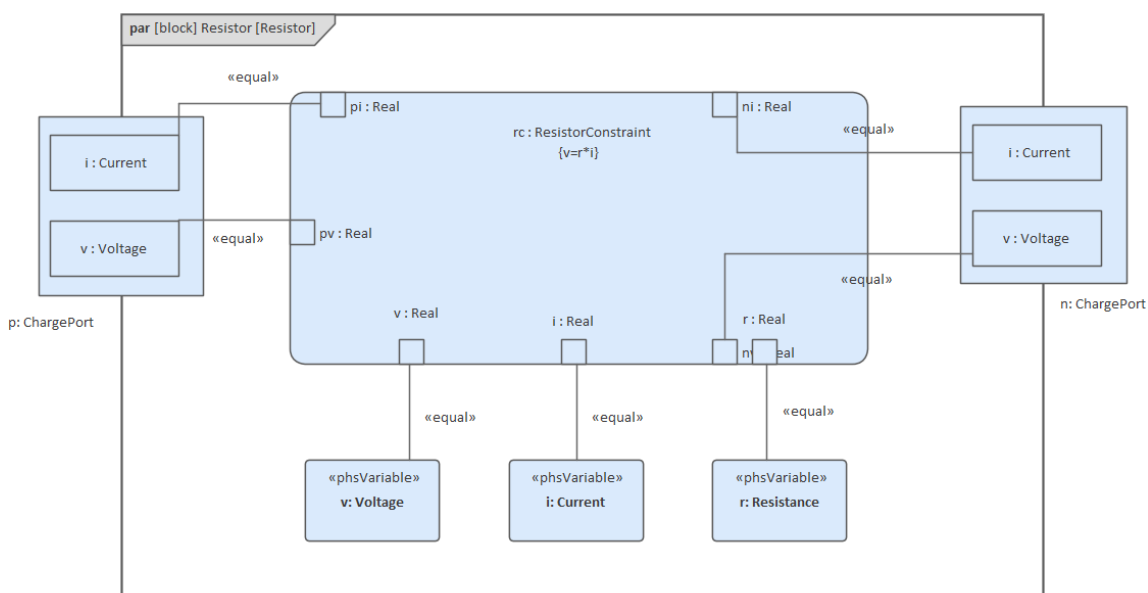 par [block] Resistor [Resistor]
«equal»
pi : Real
ni : Real
rc : ResistorConstraint
{v=r*i}
«equal»
i : Current
i : Current
pv : Real
«equal»
v : Voltage
v : Voltage
«equal»
p: ChargePort
n: ChargePort
v : Real
i : Real
r : Real
«equal»
«equal»
«equal»
«phsVariable»
v: Voltage
«phsVariable»
i: Current
«phsVariable»
r: Resistance